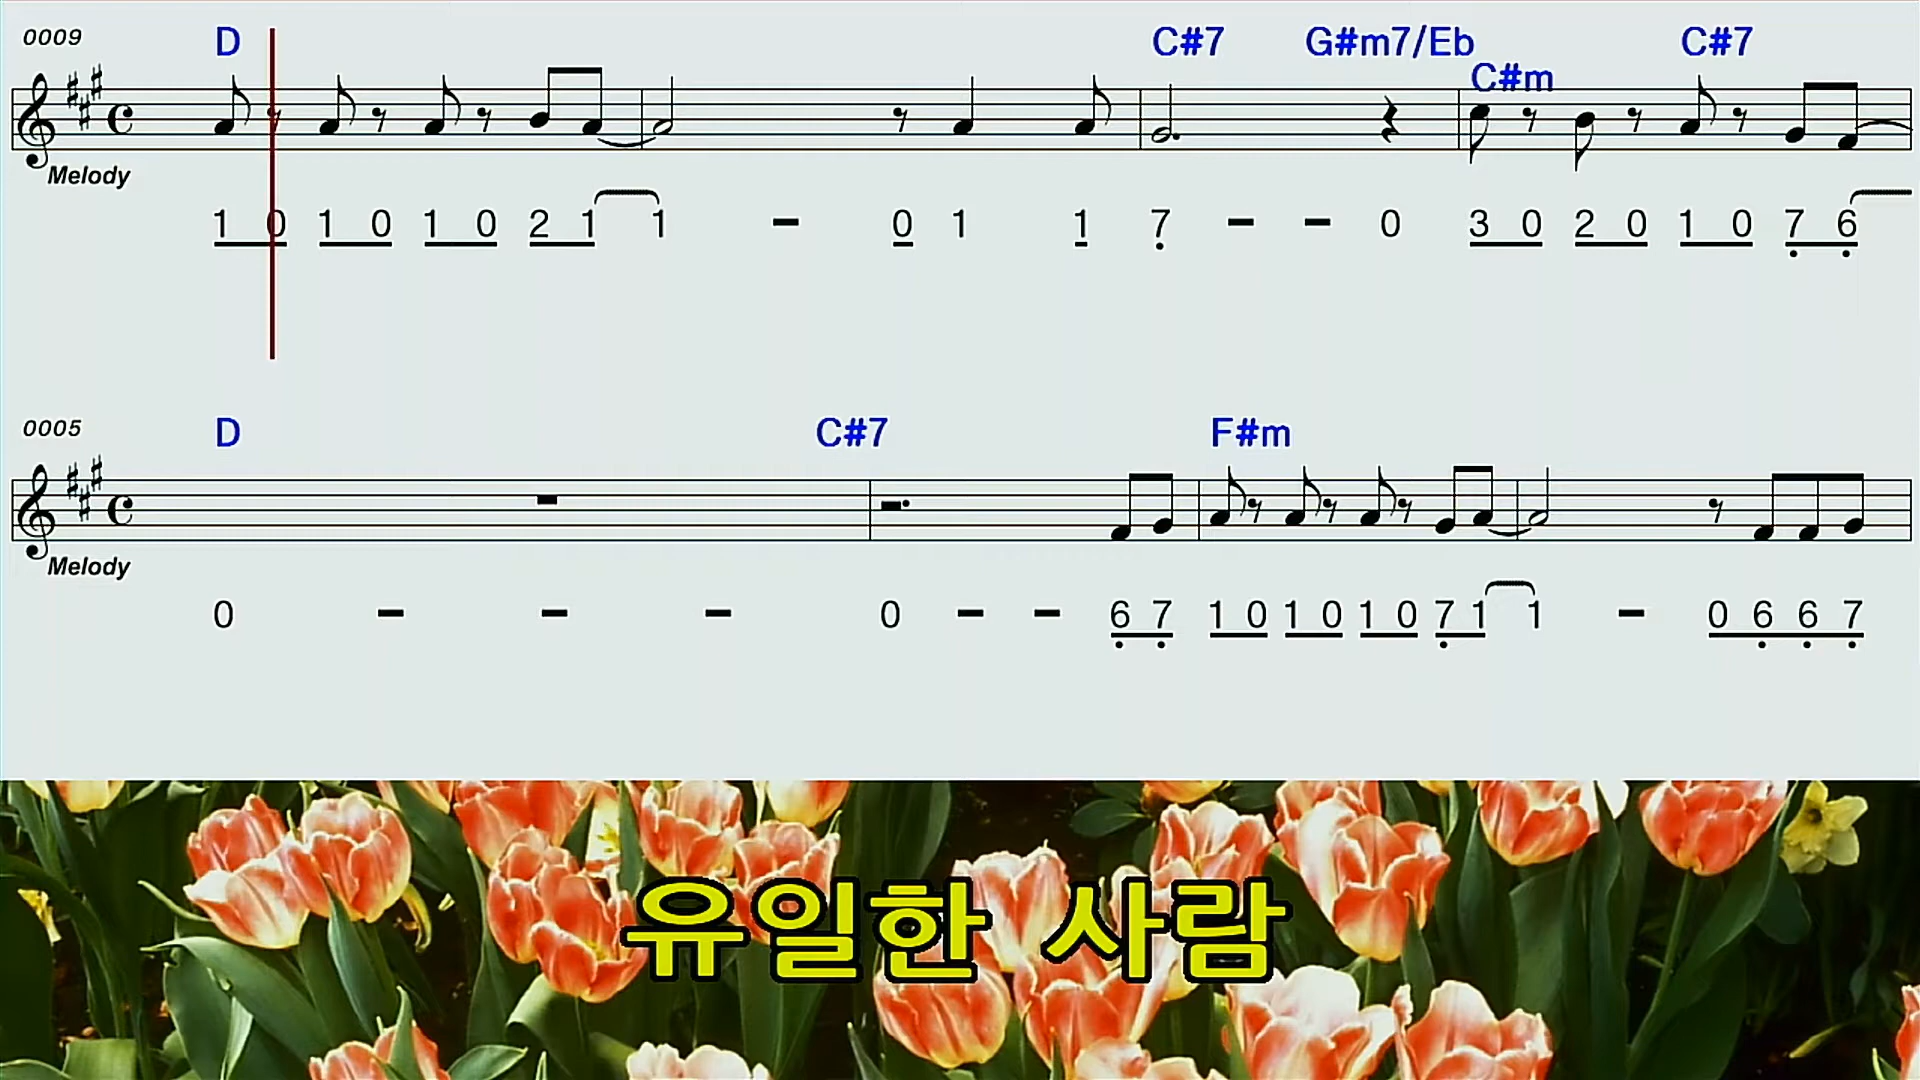 0009
D C#7 G#m7/Eb C#m C#7
Melody
1 0 1 0 1 0 2 1 1 - 0 1 1 7 - - 0 3 0 2 0 1 0 7 6
0005
D C#7 F#m
Melody
0 - - - 0 - - 6 7 1 0 1 0 1 0 7 1 1 - 0 6 6 7
유일한 사람